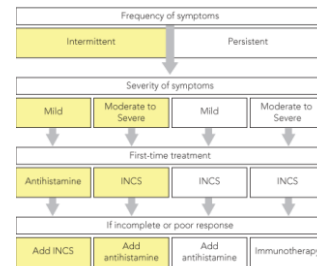 Frequency of symptoms
Intermittent
Persistent
Severity of symptoms
Mild
Moderate to
Severe
Mild
Moderate to
Severe
First-time treatment
Antihistamine
INCS
INCS
INCS
If incomplete or poor response
Add INCS
Add
antihistamine
Add
antihistamine
Immunotherapy